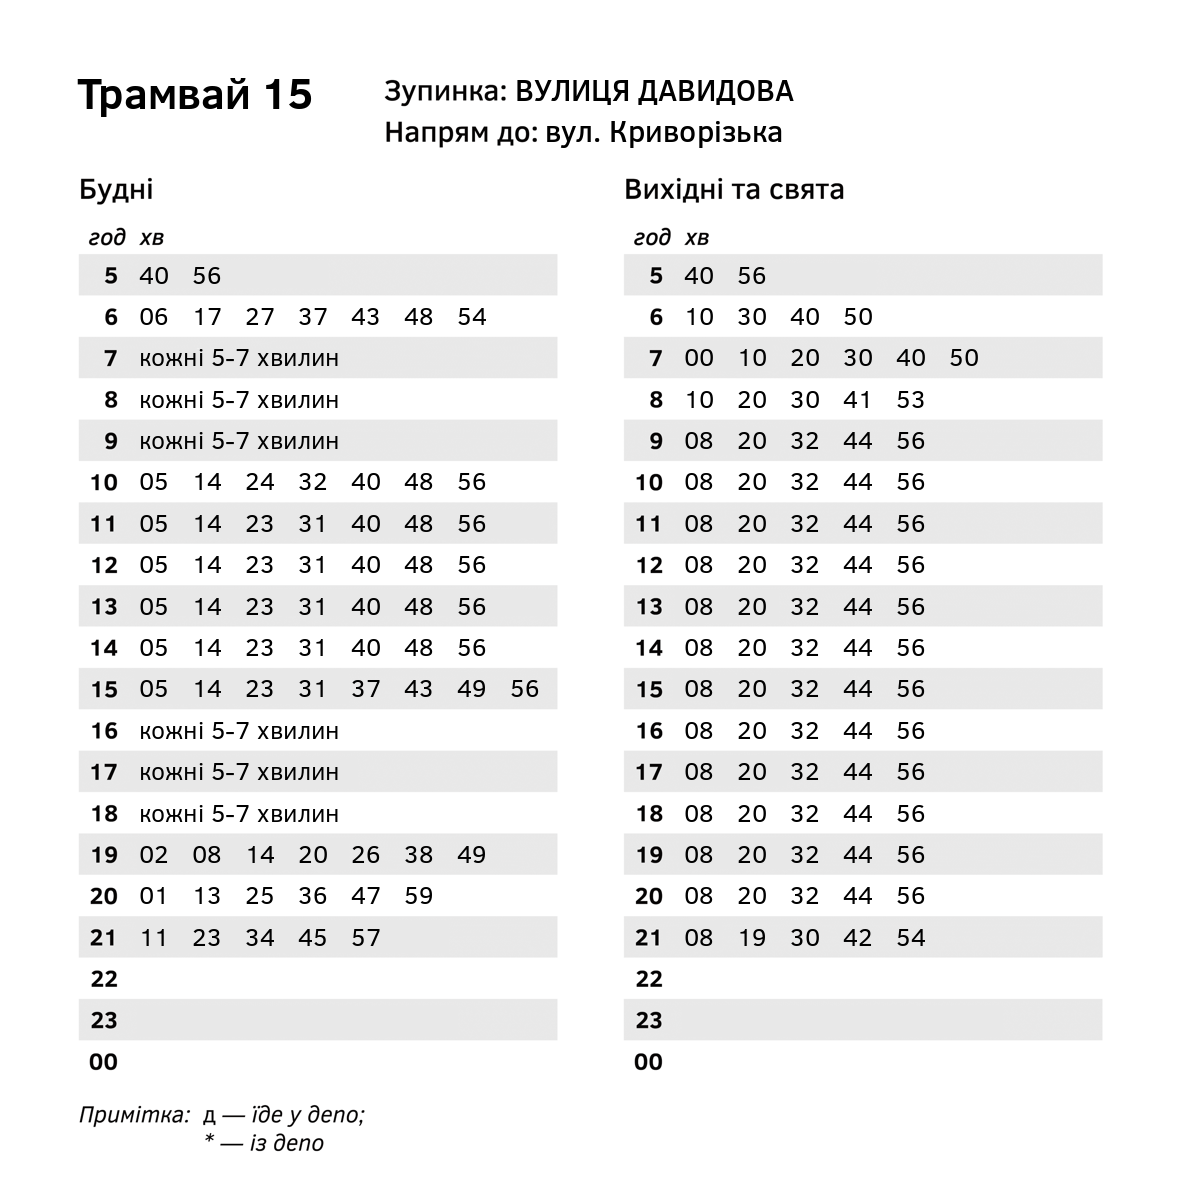 Трамвай 15
Зупинка: ВУЛИЦЯ ДАВИДОВА
Напрям до: вул. Криворізька
Будні
год хв
5 40 56
6 06 17 27 37 43 48 54
7 кожні 5-7 хвилин
8 кожні 5-7 хвилин
9 кожні 5-7 хвилин
10 05 14 24 32 40 48 56
11 05 14 23 31 40 48 56
12 05 14 23 31 40 48 56
13 05 14 23 31 40 48 56
14 05 14 23 31 40 48 56
15 05 14 23 31 37 43 49 56
16 кожні 5-7 хвилин
17 кожні 5-7 хвилин
18 кожні 5-7 хвилин
19 02 08 14 20 26 38 49
20 01 13 25 36 47 59
21 11 23 34 45 57
22
23
00
Вихідні та свята
год хв
5 40 56
6 10 30 40 50
7 00 10 20 30 40 50
8 10 20 30 41 53
9 08 20 32 44 56
10 08 20 32 44 56
11 08 20 32 44 56
12 08 20 32 44 56
13 08 20 32 44 56
14 08 20 32 44 56
15 08 20 32 44 56
16 08 20 32 44 56
17 08 20 32 44 56
18 08 20 32 44 56
19 08 20 32 44 56
20 08 20 32 44 56
21 08 19 30 42 54
22
23
00
Примітка: д — їде у депо;
* — із депо